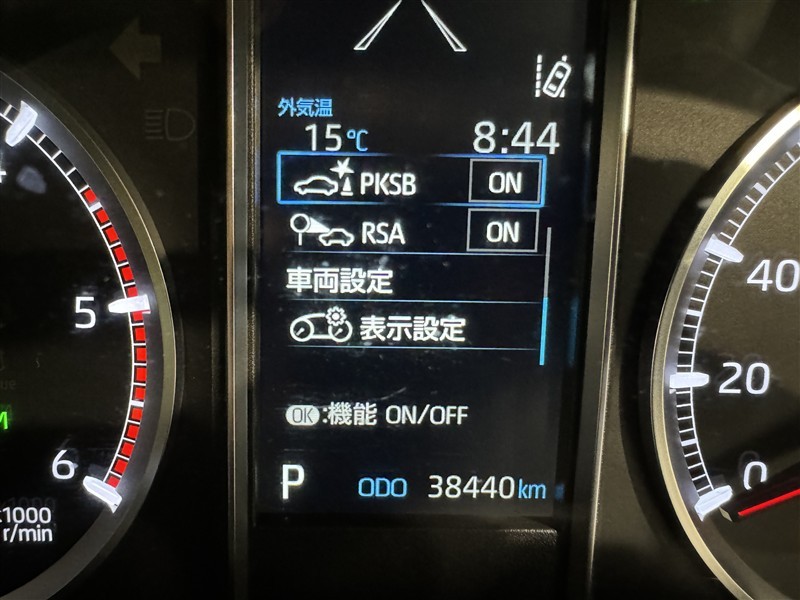 外気温
15℃ 8:44
PKSB ON
RSA ON
車両設定
表示設定
OK:機能 ON/OFF
P ODO 38440km
5
6
x1000
r/min
40
20
0